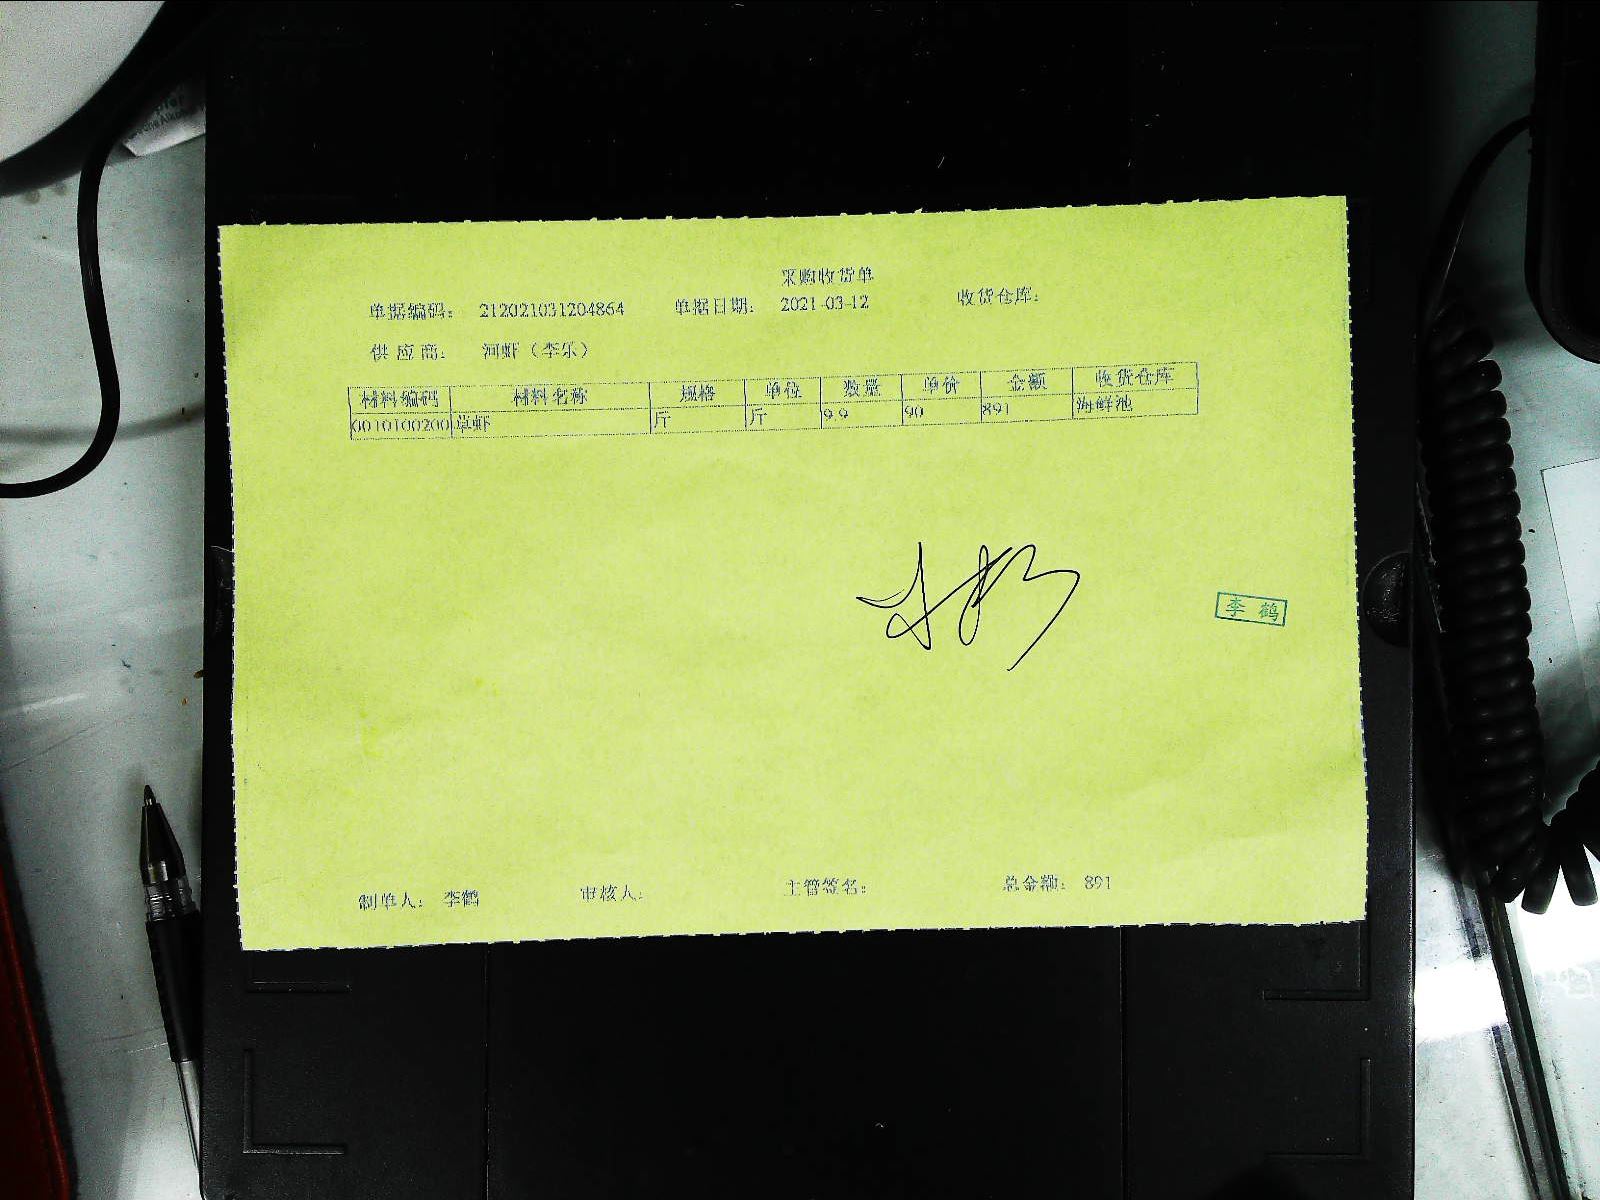 采购收货单
单据编码： 212021031204864 单据日期： 2021-03-12 收货仓库：
供应商： 河虾（李乐）
材料编码 材料名称 规格 单位 数量 单价 金额 收货仓库
0010100200 草虾 斤 斤 9.9 90 891 海鲜池
李鹤
制单人： 李鹤 审核人： 主管签名： 总金额： 891